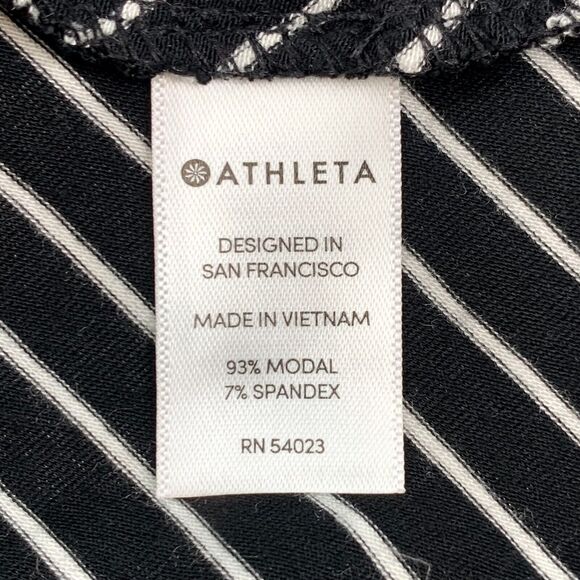 ATHLETA
DESIGNED IN
SAN FRANCISCO
MADE IN VIETNAM
93% MODAL
7% SPANDEX
RN 54023